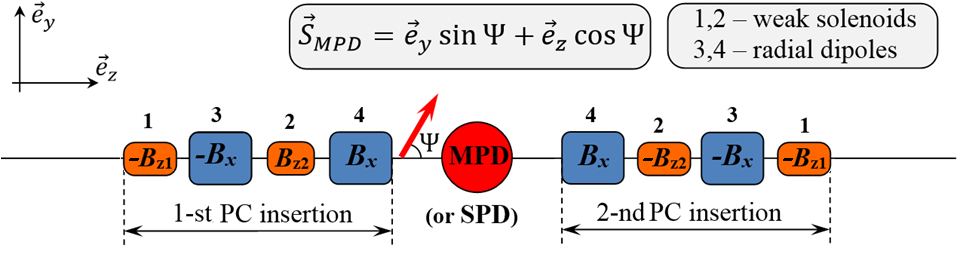 e⃗y
e⃗z
S⃗MPD = e⃗y sin Ψ + e⃗z cos Ψ
1,2 – weak solenoids
3,4 – radial dipoles
1 3 2 4 4 2 3 1
-Bz1 -Bx Bz2 Bx Ψ MPD Bx -Bz2 -Bx -Bz1
(or SPD)
1-st PC insertion 2-nd PC insertion